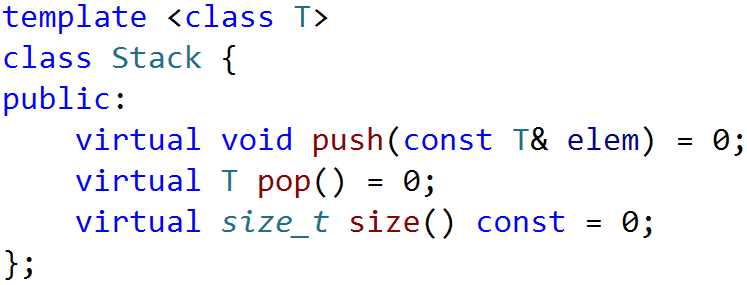 template <class T>
class Stack {
public:
    virtual void push(const T& elem) = 0;
    virtual T pop() = 0;
    virtual size_t size() const = 0;
};